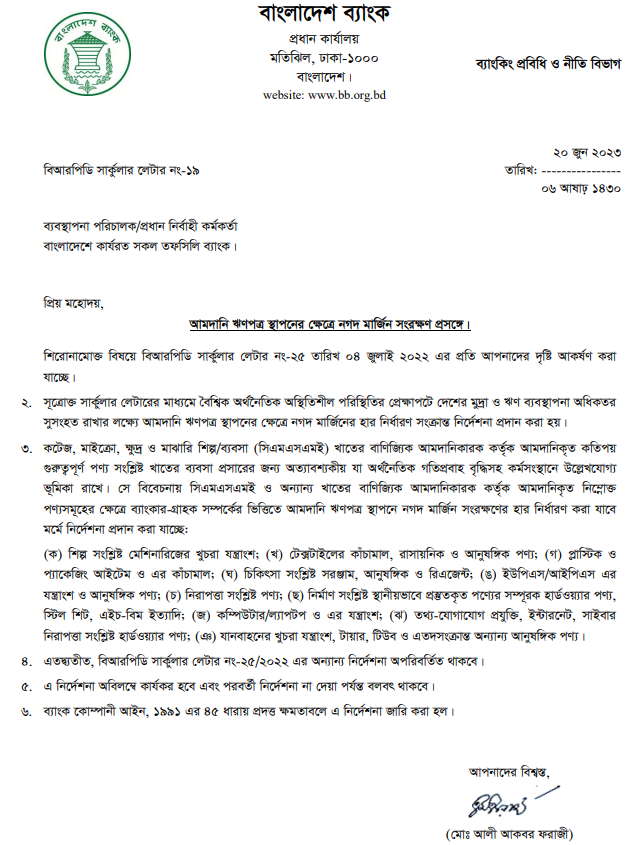 বাংলাদেশ ব্যাংক
বাংলাদেশ ব্যাংক
প্রধান কার্যালয়
মতিঝিল, ঢাকা-১০০০
বাংলাদেশ।
website: www.bb.org.bd
ব্যাংকিং প্রবিধি ও নীতি বিভাগ
বিআরপিডি সার্কুলার লেটার নং-১৯
২০ জুন ২০২৩
তারিখ: ----------------
০৬ আষাঢ় ১৪৩০
ব্যবস্থাপনা পরিচালক/প্রধান নির্বাহী কর্মকর্তা
বাংলাদেশে কার্যরত সকল তফসিলি ব্যাংক।
প্রিয় মহোদয়,
আমদানি ঋণপত্র স্থাপনের ক্ষেত্রে নগদ মার্জিন সংরক্ষণ প্রসঙ্গে।
শিরোনামোক্ত বিষয়ে বিআরপিডি সার্কুলার লেটার নং-২৫ তারিখ ০৪ জুলাই ২০২২ এর প্রতি আপনাদের দৃষ্টি আকর্ষণ করা
যাচ্ছে।
২. সূত্রোক্ত সার্কুলার লেটারের মাধ্যমে বৈশ্বিক অর্থনৈতিক অস্থিতিশীল পরিস্থিতির প্রেক্ষাপটে দেশের মুদ্রা ও ঋণ ব্যবস্থাপনা অধিকতর
সুসংহত রাখার লক্ষ্যে আমদানি ঋণপত্র স্থাপনের ক্ষেত্রে নগদ মার্জিনের হার নির্ধারণ সংক্রান্ত নির্দেশনা প্রদান করা হয়।
৩. কটেজ, মাইক্রো, ক্ষুদ্র ও মাঝারি শিল্প/ব্যবসা (সিএমএসএমই) খাতের বাণিজ্যিক আমদানিকারক কর্তৃক আমদানিকৃত কতিপয়
গুরুত্বপূর্ণ পণ্য সংশ্লিষ্ট খাতের ব্যবসা প্রসারের জন্য অত্যাবশ্যকীয় যা অর্থনৈতিক গতিপ্রবাহ বৃদ্ধিসহ কর্মসংস্থানে উল্লেখযোগ্য
ভূমিকা রাখে। সে বিবেচনায় সিএমএসএমই ও অন্যান্য খাতের বাণিজ্যিক আমদানিকারক কর্তৃক আমদানিকৃত নিম্নোক্ত
পণ্যসমূহের ক্ষেত্রে ব্যাংকার-গ্রাহক সম্পর্কের ভিত্তিতে আমদানি ঋণপত্র স্থাপনে নগদ মার্জিন সংরক্ষণের হার নির্ধারণ করা যাবে
মর্মে নির্দেশনা প্রদান করা যাচ্ছে:
(ক) শিল্প সংশ্লিষ্ট মেশিনারিজের খুচরা যন্ত্রাংশ; (খ) টেক্সটাইলের কাঁচামাল, রাসায়নিক ও আনুষঙ্গিক পণ্য; (গ) প্লাস্টিক ও
প্যাকেজিং আইটেম ও এর কাঁচামাল; (ঘ) চিকিৎসা সংশ্লিষ্ট সরঞ্জাম, আনুষঙ্গিক ও রিএজেন্ট; (ঙ) ইউপিএস/আইপিএস এর
যন্ত্রাংশ ও আনুষঙ্গিক পণ্য; (চ) নিরাপত্তা সংশ্লিষ্ট পণ্য; (ছ) নির্মাণ সংশ্লিষ্ট স্থানীয়ভাবে প্রস্তুতকৃত পণ্যের সম্পূরক হার্ডওয়্যার পণ্য,
স্টিল শিট, এইচ-বিম ইত্যাদি; (জ) কম্পিউটার/ল্যাপটপ ও এর যন্ত্রাংশ; (ঝ) তথ্য-যোগাযোগ প্রযুক্তি, ইন্টারনেট, সাইবার
নিরাপত্তা সংশ্লিষ্ট হার্ডওয়্যার পণ্য; (ঞ) যানবাহনের খুচরা যন্ত্রাংশ, টায়ার, টিউব ও এতদসংক্রান্ত অন্যান্য আনুষঙ্গিক পণ্য।
৪. এতদ্ব্যতীত, বিআরপিডি সার্কুলার লেটার নং-২৫/২০২২ এর অন্যান্য নির্দেশনা অপরিবর্তিত থাকবে।
৫. এ নির্দেশনা অবিলম্বে কার্যকর হবে এবং পরবর্তী নির্দেশনা না দেয়া পর্যন্ত বলবৎ থাকবে।
৬. ব্যাংক কোম্পানী আইন, ১৯৯১ এর ৪৫ ধারায় প্রদত্ত ক্ষমতাবলে এ নির্দেশনা জারি করা হল।
আপনাদের বিশ্বস্ত,
(মোঃ আলী আকবর ফরাজী)